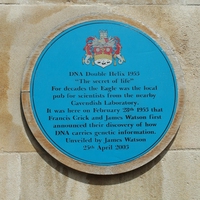 DNA Double Helix 1953
"The secret of life"
For decades the Eagle was the local
pub for scientists from the nearby
Cavendish Laboratory.
It was here on February 28th 1953 that
Francis Crick and James Watson first
announced their discovery of how
DNA carries genetic information.
Unveiled by James Watson
25th April 2003